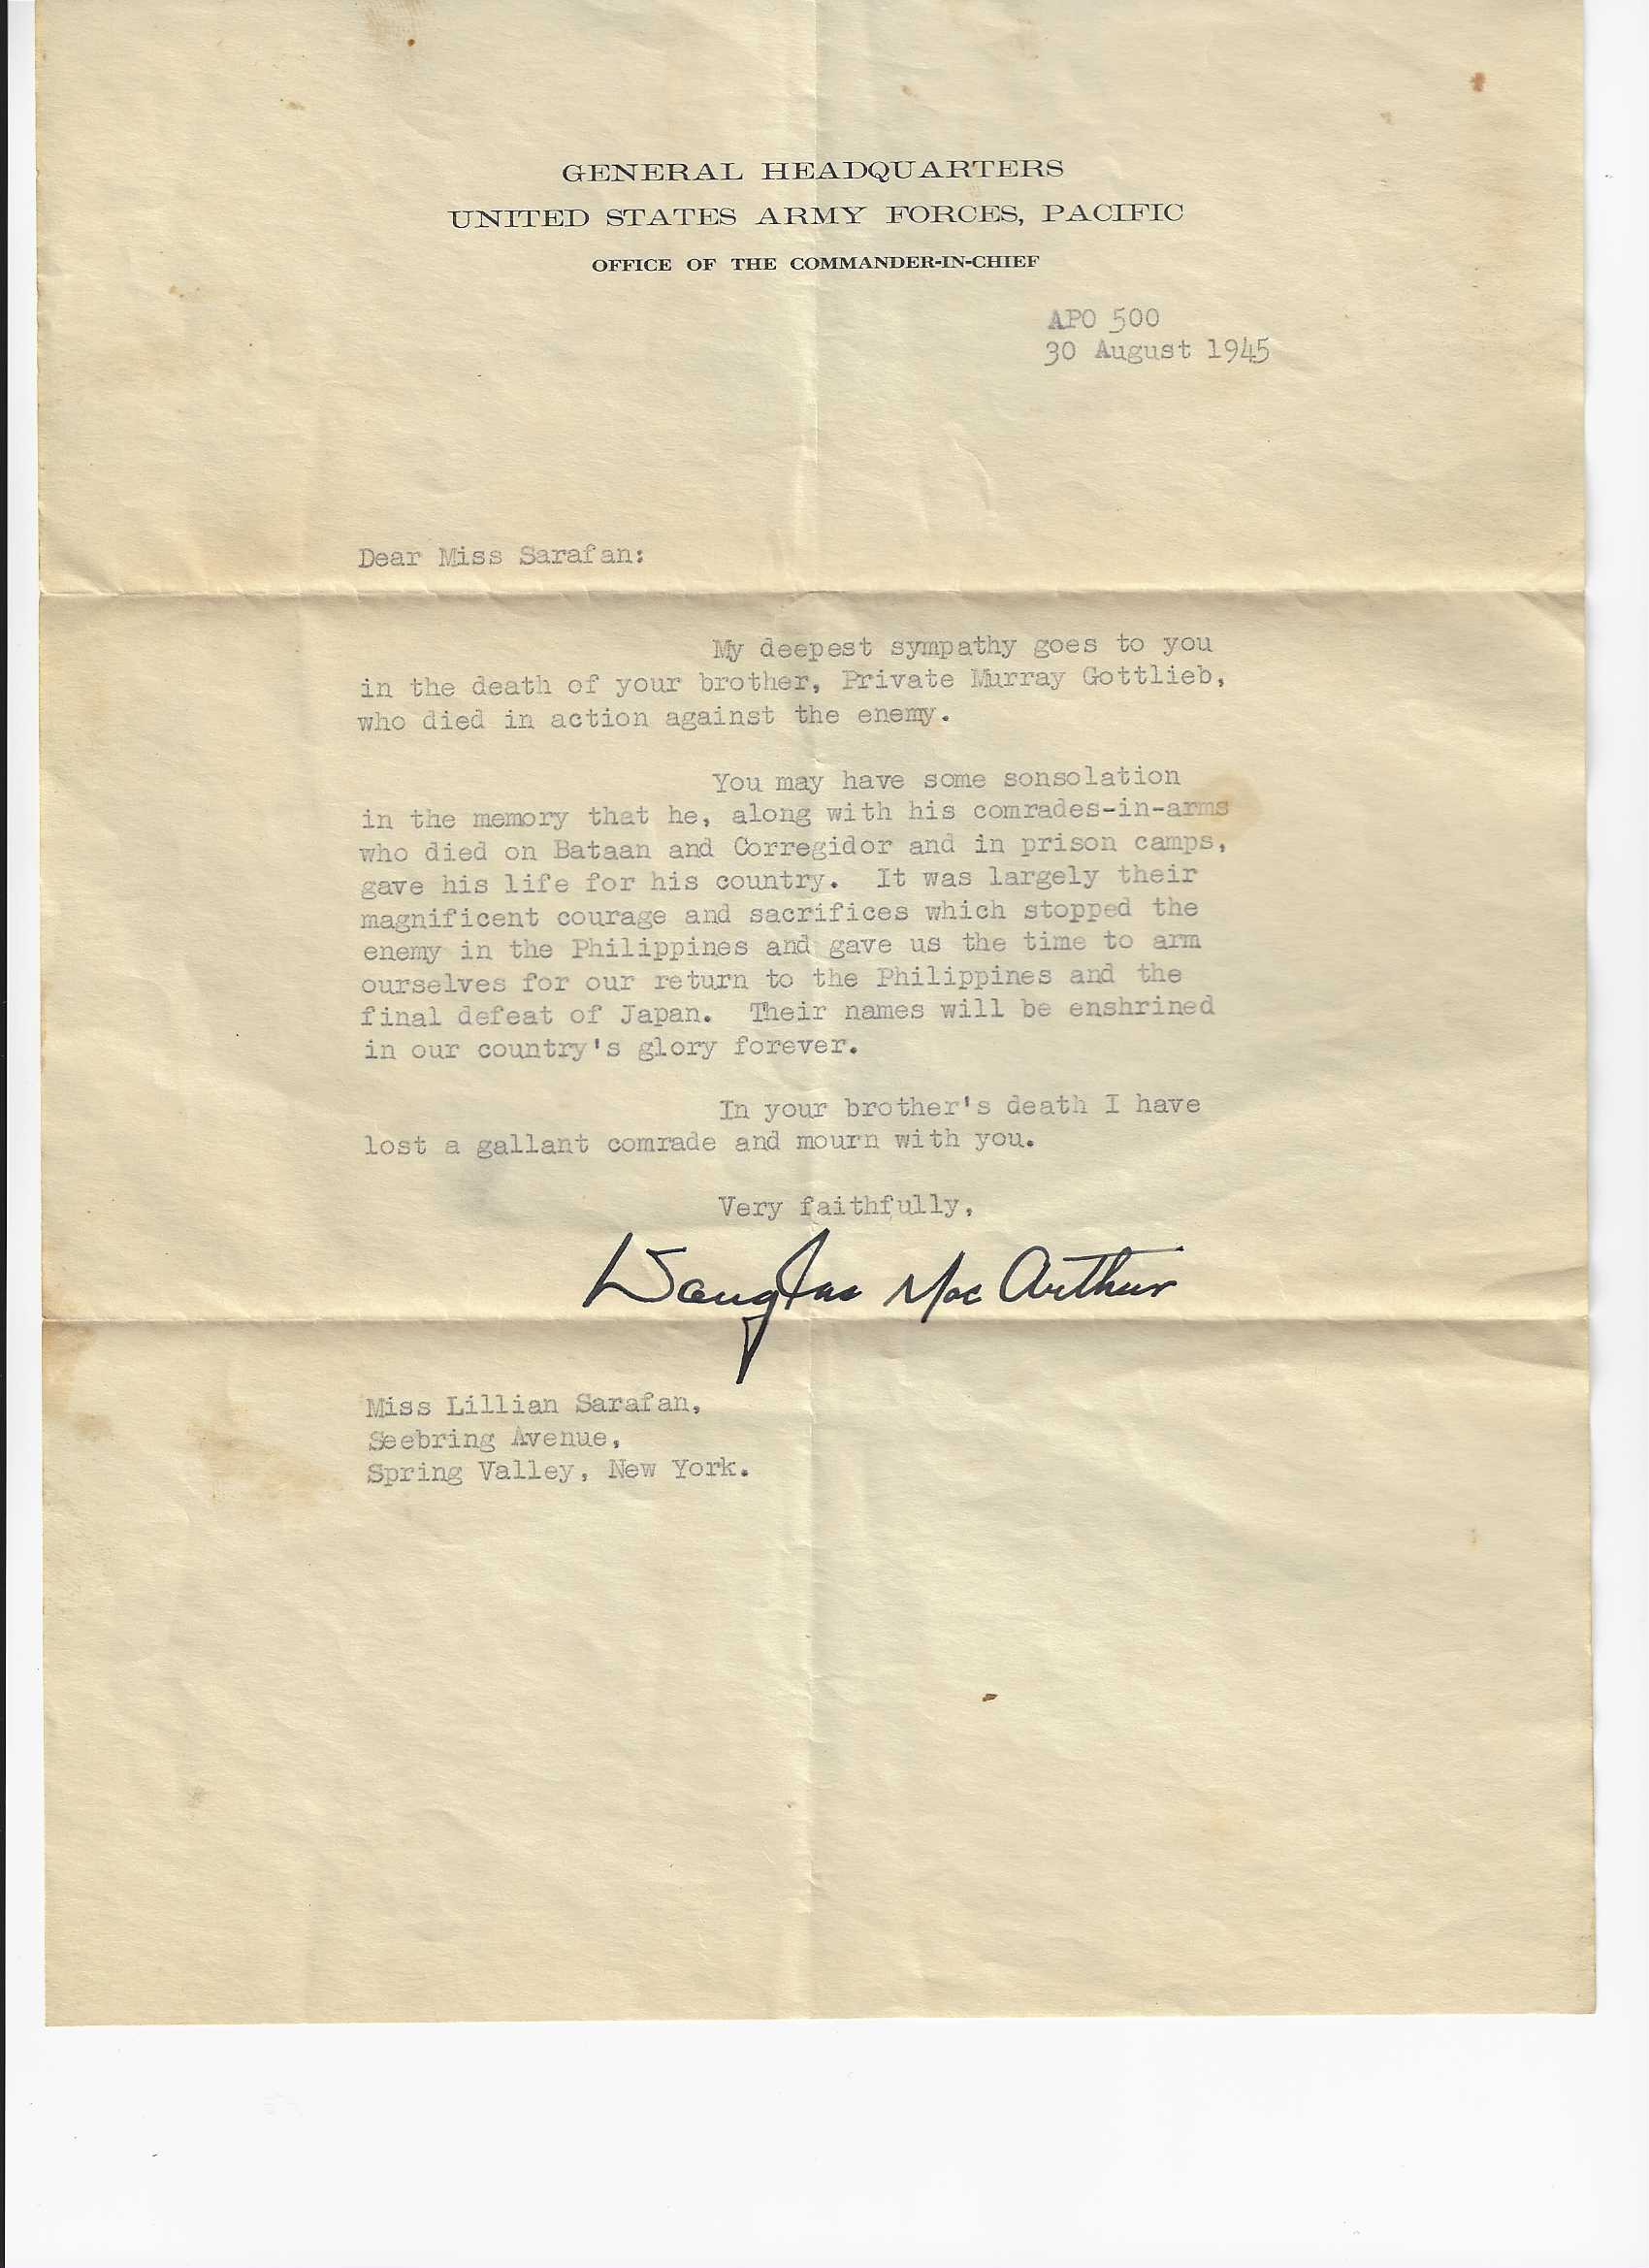 GENERAL HEADQUARTERS
UNITED STATES ARMY FORCES, PACIFIC
OFFICE OF THE COMMANDER-IN-CHIEF
APO 500
30 August 1945
Dear Miss Sarafan:
My deepest sympathy goes to you
in the death of your brother, Private Murray Gottlieb,
who died in action against the enemy.
You may have some sonsolation
in the memory that he, along with his comrades-in-arms
who died on Bataan and Corregidor and in prison camps,
gave his life for his country. It was largely their
magnificent courage and sacrifices which stopped the
enemy in the Philippines and gave us the time to arm
ourselves for our return to the Philippines and the
final defeat of Japan. Their names will be enshrined
in our country's glory forever.
In your brother's death I have
lost a gallant comrade and mourn with you.
Very faithfully,
Douglas MacArthur
Miss Lillian Sarafan,
Seebring Avenue,
Spring Valley, New York.